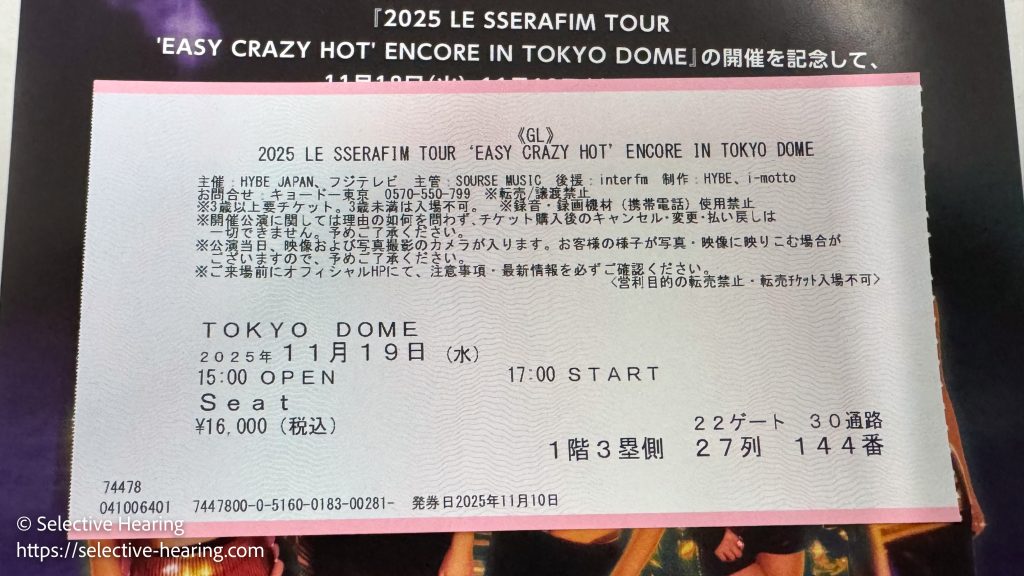 『2025 LE SSERAFIM TOUR
'EASY CRAZY HOT' ENCORE IN TOKYO DOME』の開催を記念して、
《GL》
2025 LE SSERAFIM TOUR ‘EASY CRAZY HOT’ ENCORE IN TOKYO DOME
主催：HYBE JAPAN、フジテレビ 主管：SOURSE MUSIC 後援：interfm 制作：HYBE、i-motto
お問合せ：キョードー東京 0570-550-799 ※転売/譲渡禁止
※3歳以上要チケット、3歳未満は入場不可。 ※録音・録画機材（携帯電話）使用禁止
※開催公演に関しては理由の如何を問わず、チケット購入後のキャンセル・変更・払い戻しは
一切できません。予めご了承ください。
※公演当日、映像および写真撮影のカメラが入ります。お客様の様子が写真・映像に映りこむ場合が
ございますので、予めご了承ください。
※ご来場前にオフィシャルHPにて、注意事項・最新情報を必ずご確認ください。
<営利目的の転売禁止・転売ﾁｹｯﾄ入場不可>
ＴＯＫＹＯ ＤＯＭＥ
２０２５年１１月１９日（水）
15:00 ＯＰＥＮ 17:00 ＳＴＡＲＴ
Ｓｅａｔ
¥16,000（税込）
２２ゲート ３０通路
１階３塁側 ２７列 １４４番
74478
041006401 7447800-0-5160-0183-00281- 発券日2025年11月10日
© Selective Hearing
https://selective-hearing.com